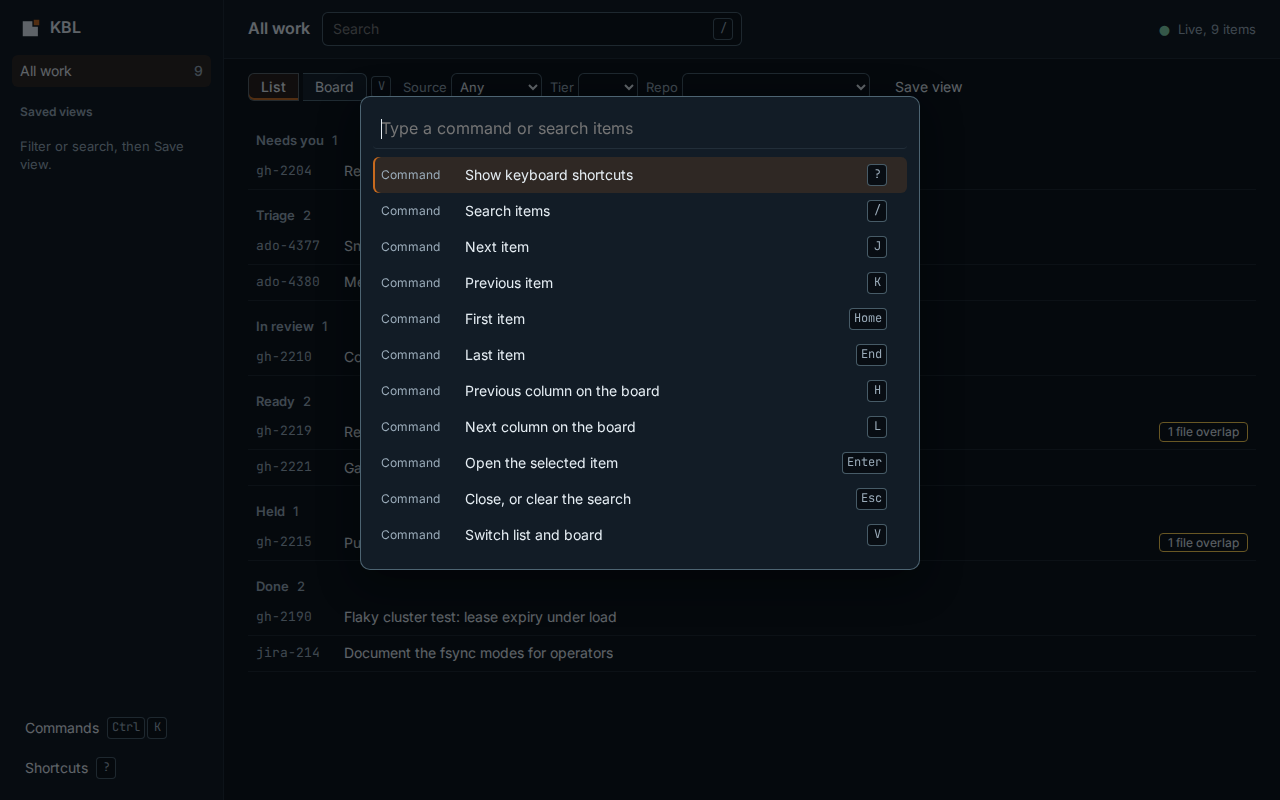 KBL
All work 9
Saved views
Filter or search, then Save
view.
Commands Ctrl K
Shortcuts ?
All work
Search /
Live, 9 items
List Board V Source Any Tier Repo Save view
Type a command or search items
Command Show keyboard shortcuts ?
Command Search items /
Command Next item J
Command Previous item K
Command First item Home
Command Last item End
Command Previous column on the board H
Command Next column on the board L
Command Open the selected item Enter
Command Close, or clear the search Esc
Command Switch list and board V
Needs you 1
gh-2204
Triage 2
ado-4377
ado-4380
In review 1
gh-2210
Ready 2
gh-2219 1 file overlap
gh-2221
Held 1
gh-2215 1 file overlap
Done 2
gh-2190 Flaky cluster test: lease expiry under load
jira-214 Document the fsync modes for operators